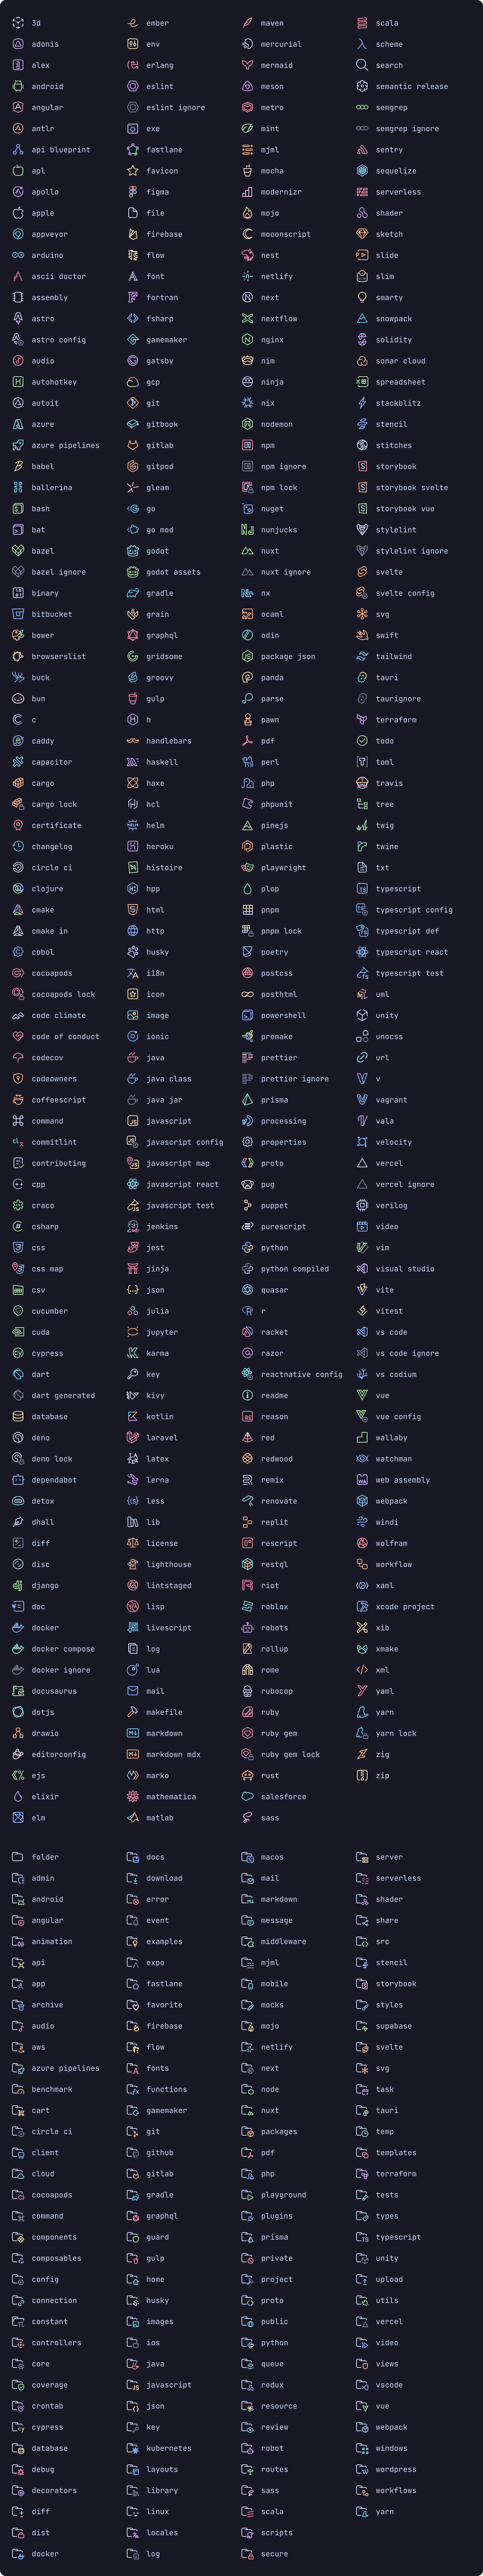 3d
adonis
alex
android
angular
antlr
api blueprint
apl
apollo
apple
appveyor
arduino
ascii doctor
assembly
astro
astro config
audio
autohotkey
autoit
azure
azure pipelines
babel
ballerina
bash
bat
bazel
bazel ignore
binary
bitbucket
bower
browserslist
buck
bun
c
caddy
capacitor
cargo
cargo lock
certificate
changelog
circle ci
clojure
cmake
cmake in
cobol
cocoapods
cocoapods lock
code climate
code of conduct
codecov
codeowners
coffeescript
command
commitlint
contributing
cpp
craco
csharp
css
css map
csv
cucumber
cuda
cypress
dart
dart generated
database
deno
deno lock
dependabot
detox
dhall
diff
disc
django
doc
docker
docker compose
docker ignore
docusaurus
dotjs
drawio
editorconfig
ejs
elixir
elm
ember
env
erlang
eslint
eslint ignore
exe
fastlane
favicon
figma
file
firebase
flow
font
fortran
fsharp
gamemaker
gatsby
gcp
git
gitbook
gitlab
gitpod
gleam
go
go mod
godot
godot assets
gradle
grain
graphql
gridsome
groovy
gulp
h
handlebars
haskell
haxe
hcl
helm
heroku
histoire
hpp
html
http
husky
i18n
icon
image
ionic
java
java class
java jar
javascript
javascript config
javascript map
javascript react
javascript test
jenkins
jest
jinja
json
julia
jupyter
karma
key
kivy
kotlin
laravel
latex
lerna
less
lib
license
lighthouse
lintstaged
lisp
livescript
log
lua
mail
makefile
markdown
markdown mdx
marko
mathematica
matlab
maven
mercurial
mermaid
meson
metro
mint
mjml
mocha
modernizr
mojo
mooonscript
nest
netlify
next
nextflow
nginx
nim
ninja
nix
nodemon
npm
npm ignore
npm lock
nuget
nunjucks
nuxt
nuxt ignore
nx
ocaml
odin
package json
panda
parse
pawn
pdf
perl
php
phpunit
pinejs
plastic
playwright
plop
pnpm
pnpm lock
poetry
postcss
posthtml
powershell
premake
prettier
prettier ignore
prisma
processing
properties
proto
pug
puppet
purescript
python
python compiled
quasar
r
racket
razor
reactnative config
readme
reason
red
redwood
remix
renovate
replit
rescript
restql
riot
roblox
robots
rollup
rome
rubocop
ruby
ruby gem
ruby gem lock
rust
salesforce
sass
scala
scheme
search
semantic release
semgrep
semgrep ignore
sentry
sequelize
serverless
shader
sketch
slide
slim
smarty
snowpack
solidity
sonar cloud
spreadsheet
stackblitz
stencil
stitches
storybook
storybook svelte
storybook vue
stylelint
stylelint ignore
svelte
svelte config
svg
swift
tailwind
tauri
taurignore
terraform
todo
toml
travis
tree
twig
twine
txt
typescript
typescript config
typescript def
typescript react
typescript test
uml
unity
unocss
url
v
vagrant
vala
velocity
vercel
vercel ignore
verilog
video
vim
visual studio
vite
vitest
vs code
vs code ignore
vs codium
vue
vue config
wallaby
watchman
web assembly
webpack
windi
wolfram
workflow
xaml
xcode project
xib
xmake
xml
yaml
yarn
yarn lock
zig
zip
folder
admin
android
angular
animation
api
app
archive
audio
aws
azure pipelines
benchmark
cart
circle ci
client
cloud
cocoapods
command
components
composables
config
connection
constant
controllers
core
coverage
crontab
cypress
database
debug
decorators
diff
dist
docker
docs
download
error
event
examples
expo
fastlane
favorite
firebase
flow
fonts
functions
gamemaker
git
github
gitlab
gradle
graphql
guard
gulp
home
husky
images
ios
java
javascript
json
key
kubernetes
layouts
library
linux
locales
log
macos
mail
markdown
message
middleware
mjml
mobile
mocks
mojo
netlify
next
node
nuxt
packages
pdf
php
playground
plugins
prisma
private
project
proto
public
python
queue
redux
resource
review
robot
routes
sass
scala
scripts
secure
server
serverless
shader
share
src
stencil
storybook
styles
supabase
svelte
svg
task
tauri
temp
templates
terraform
tests
types
typescript
unity
upload
utils
vercel
video
views
vscode
vue
webpack
windows
wordpress
workflows
yarn